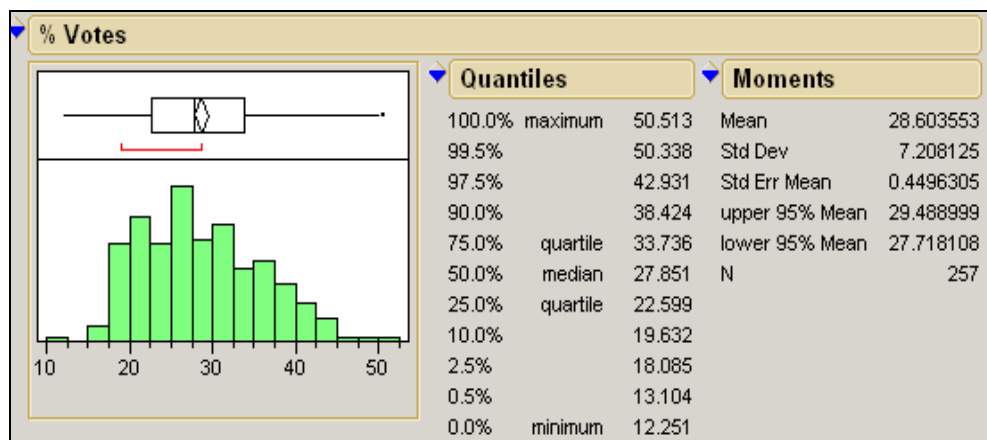 % Votes
10 20 30 40 50
Quantiles
100.0% maximum 50.513
99.5% 50.338
97.5% 42.931
90.0% 38.424
75.0% quartile 33.736
50.0% median 27.851
25.0% quartile 22.599
10.0% 19.632
2.5% 18.085
0.5% 13.104
0.0% minimum 12.251
Moments
Mean 28.603553
Std Dev 7.208125
Std Err Mean 0.4496305
upper 95% Mean 29.488999
lower 95% Mean 27.718108
N 257